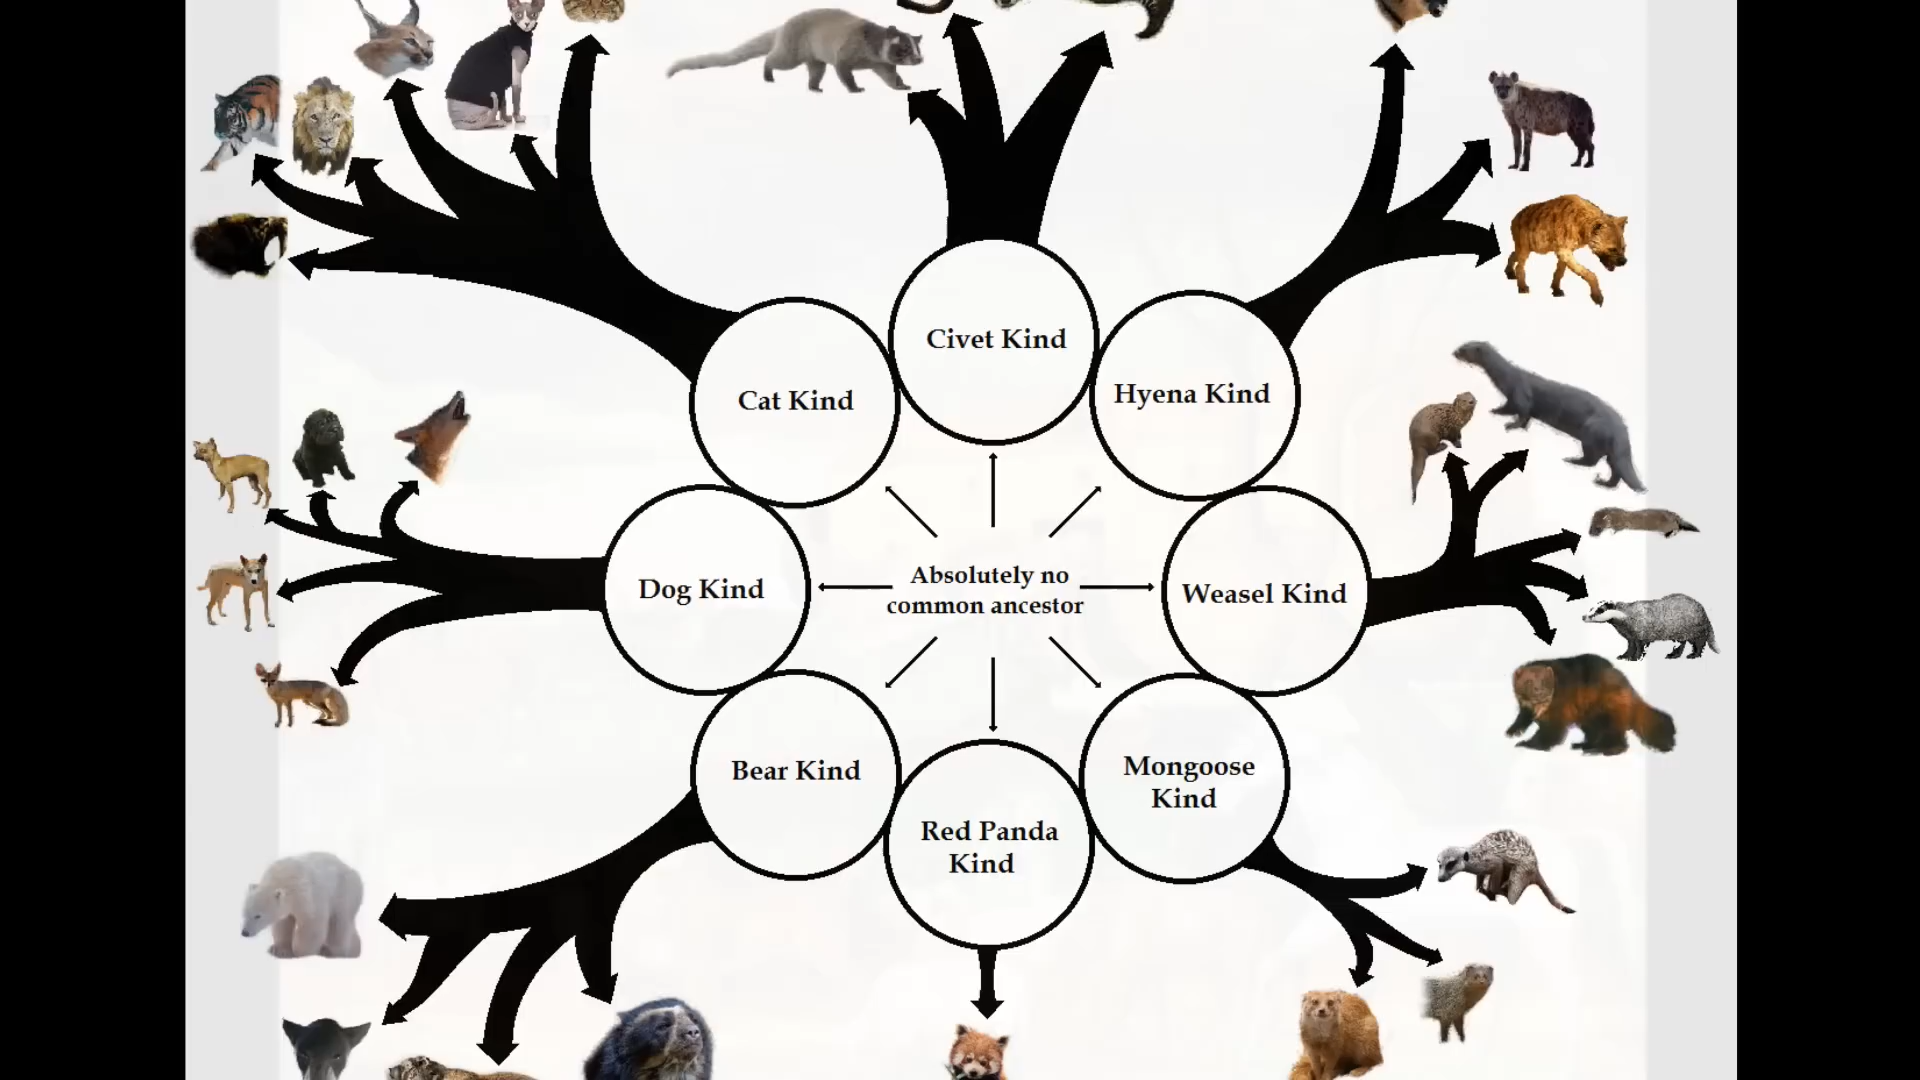 Civet Kind
Cat Kind
Hyena Kind
Dog Kind
Absolutely no
common ancestor
Weasel Kind
Bear Kind
Red Panda
Kind
Mongoose
Kind